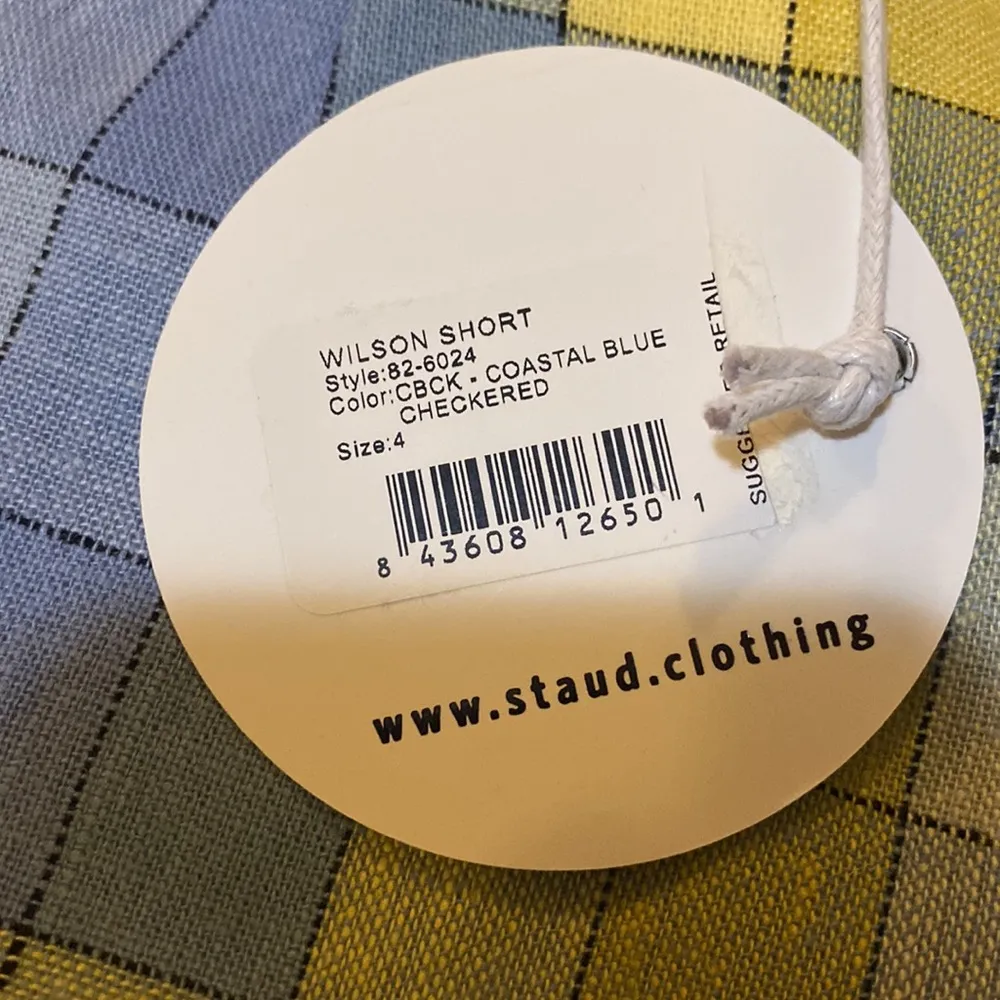 WILSON SHORT
Style:82-6024
Color:CBCK - COASTAL BLUE
CHECKERED
Size:4
8 43608 12650 1
RETAIL
www.staud.clothing